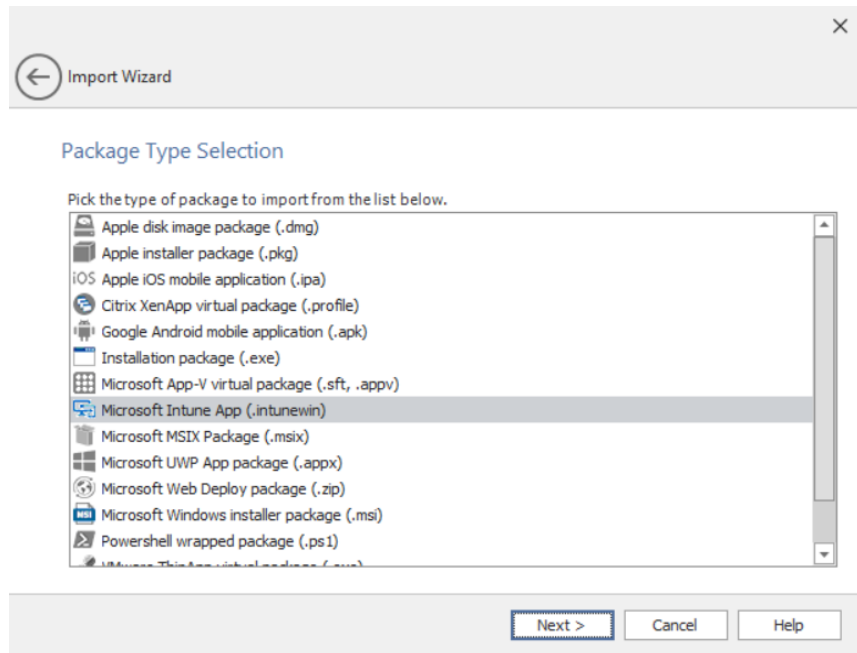 Import Wizard
Package Type Selection
Pick the type of package to import from the list below.
Apple disk image package (.dmg)
Apple installer package (.pkg)
iOS Apple iOS mobile application (.ipa)
Citrix XenApp virtual package (.profile)
Google Android mobile application (.apk)
Installation package (.exe)
Microsoft App-V virtual package (.sft, .appv)
Microsoft Intune App (.intunewin)
Microsoft MSIX Package (.msix)
Microsoft UWP App package (.appx)
Microsoft Web Deploy package (.zip)
MSI Microsoft Windows installer package (.msi)
Powershell wrapped package (.ps1)
Next > Cancel Help